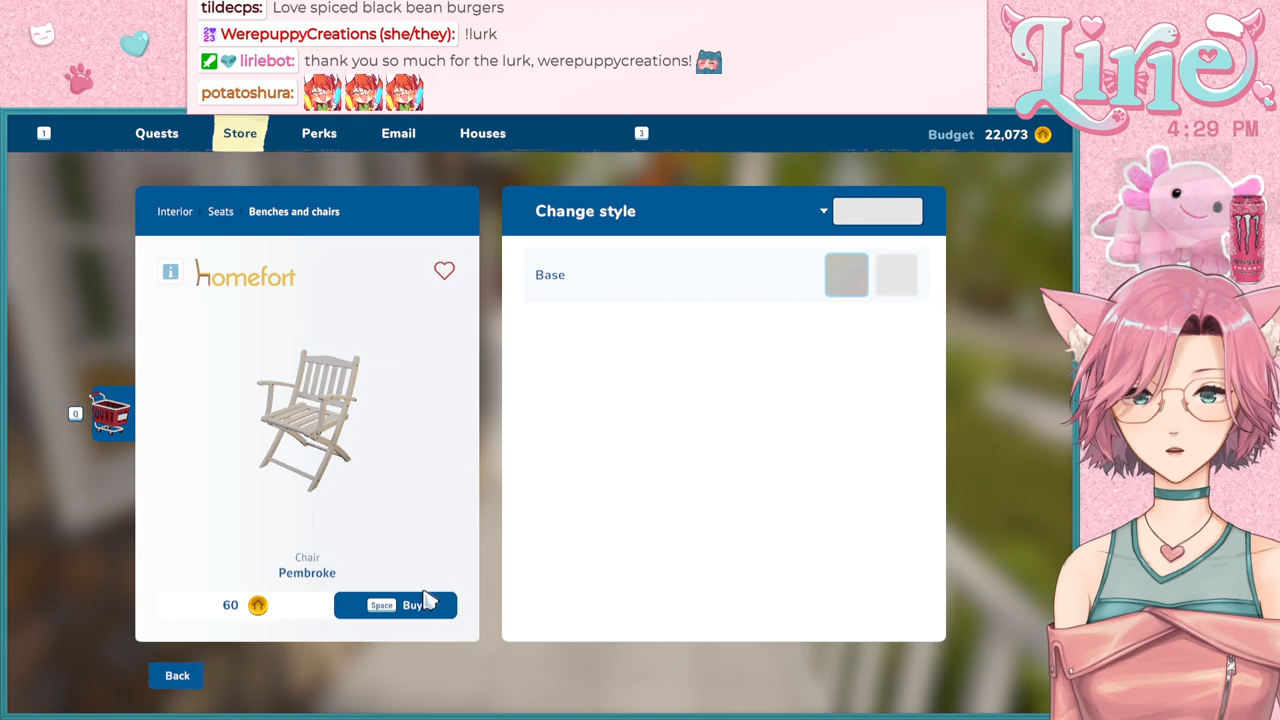 tildecps: Love spiced black bean burgers
WerepuppyCreations (she/they): !lurk
liriebot: thank you so much for the lurk, werepuppycreations!
potatoshura:
Lirie
4:29 PM
1 Quests Store Perks Email Houses 3 Budget 22,073
Interior Seats Benches and chairs
Change style
homefort
Base
Q
Chair
Pembroke
60 Space Buy
Back